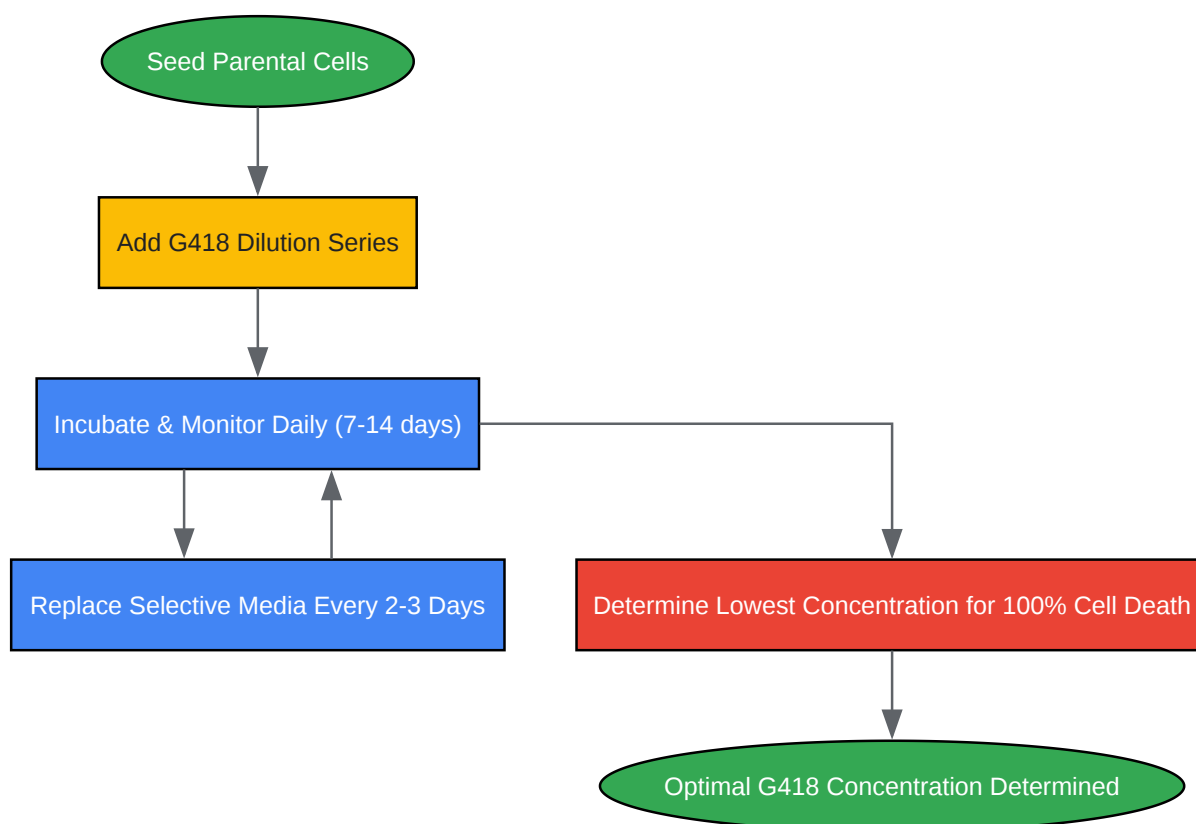 Seed Parental Cells
Add G418 Dilution Series
Incubate & Monitor Daily (7-14 days)
Replace Selective Media Every 2-3 Days
Determine Lowest Concentration for 100% Cell Death
Optimal G418 Concentration Determined